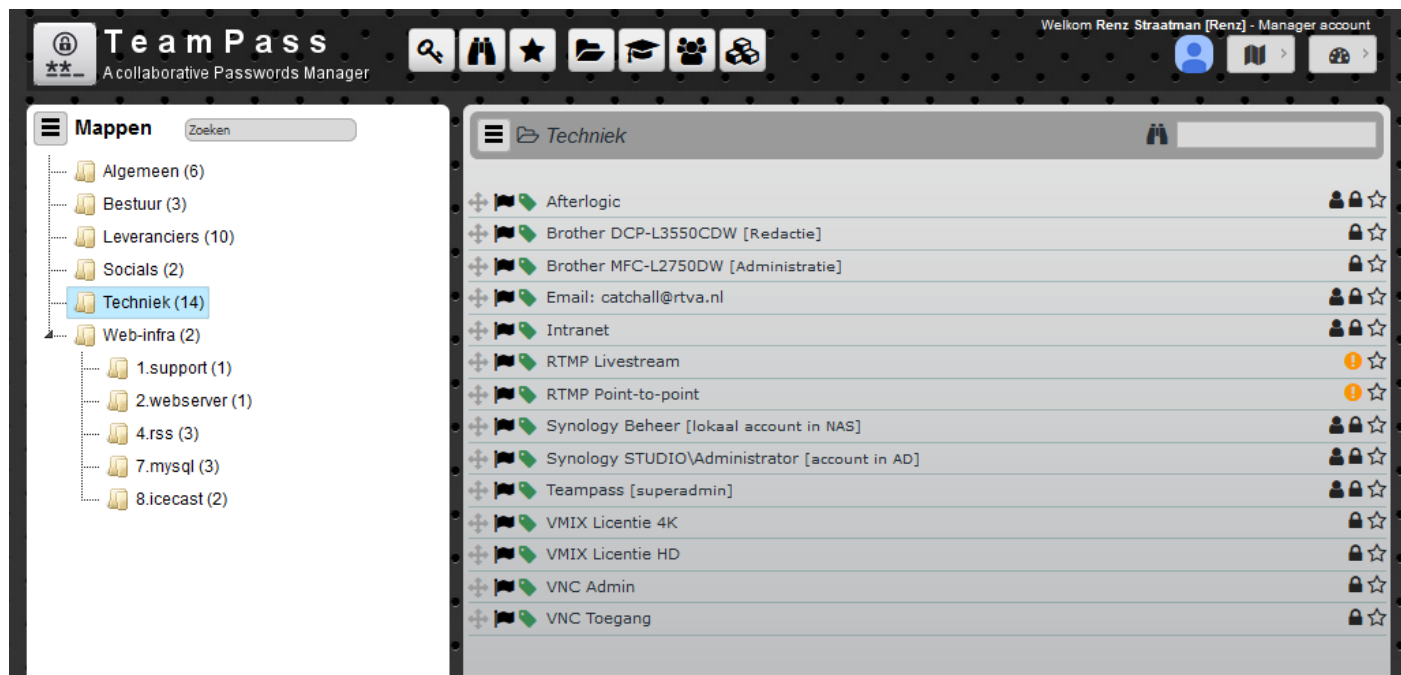 Welkom Renz Straatman [Renz] - Manager account
TeamPass
A collaborative Passwords Manager
**_
Mappen
Zoeken
Algemeen (6)
Bestuur (3)
Leveranciers (10)
Socials (2)
Techniek (14)
Web-infra (2)
1.support (1)
2.webserver (1)
4.rss (3)
7.mysql (3)
8.icecast (2)
Techniek
Afterlogic
Brother DCP-L3550CDW [Redactie]
Brother MFC-L2750DW [Administratie]
Email: catchall@rtva.nl
Intranet
RTMP Livestream
RTMP Point-to-point
Synology Beheer [lokaal account in NAS]
Synology STUDIO\Administrator [account in AD]
Teampass [superadmin]
VMIX Licentie 4K
VMIX Licentie HD
VNC Admin
VNC Toegang